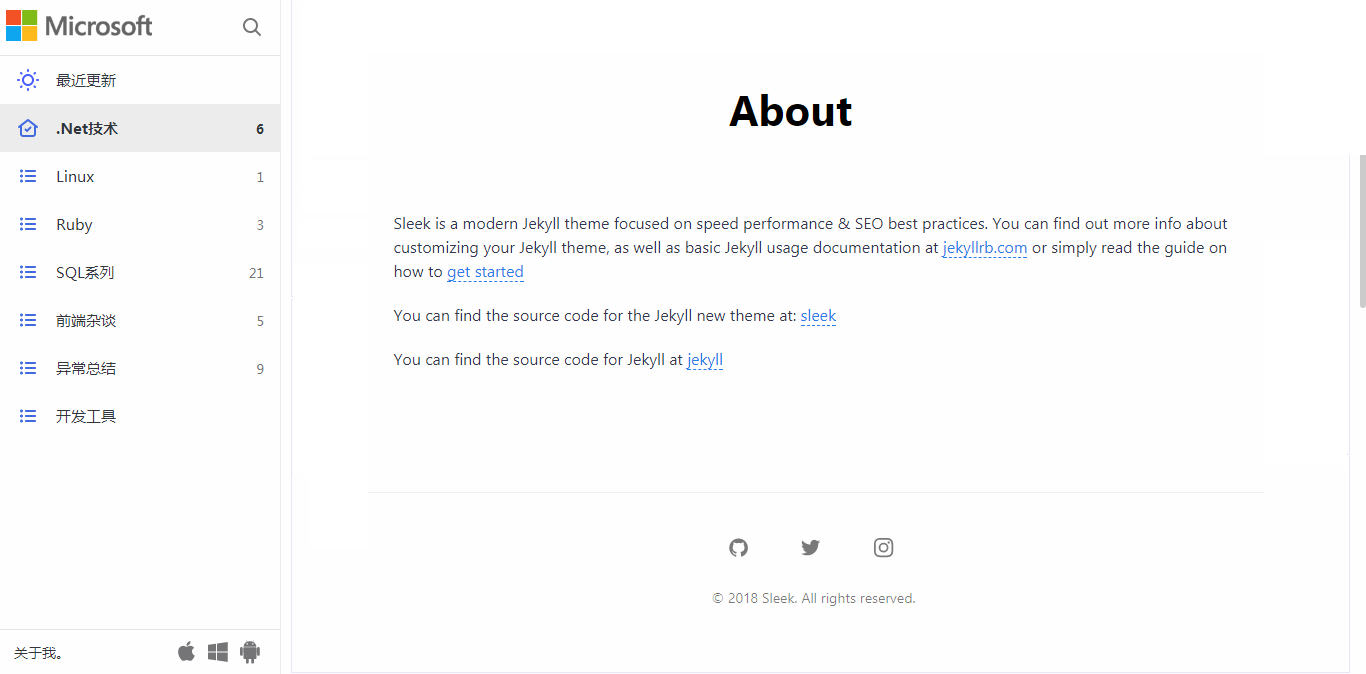 Microsoft
最近更新
.Net技术 6
Linux 1
Ruby 3
SQL系列 21
前端杂谈 5
异常总结 9
开发工具
关于我。
About
Sleek is a modern Jekyll theme focused on speed performance & SEO best practices. You can find out more info about
customizing your Jekyll theme, as well as basic Jekyll usage documentation at jekyllrb.com or simply read the guide on
how to get started
You can find the source code for the Jekyll new theme at: sleek
You can find the source code for Jekyll at jekyll
© 2018 Sleek. All rights reserved.